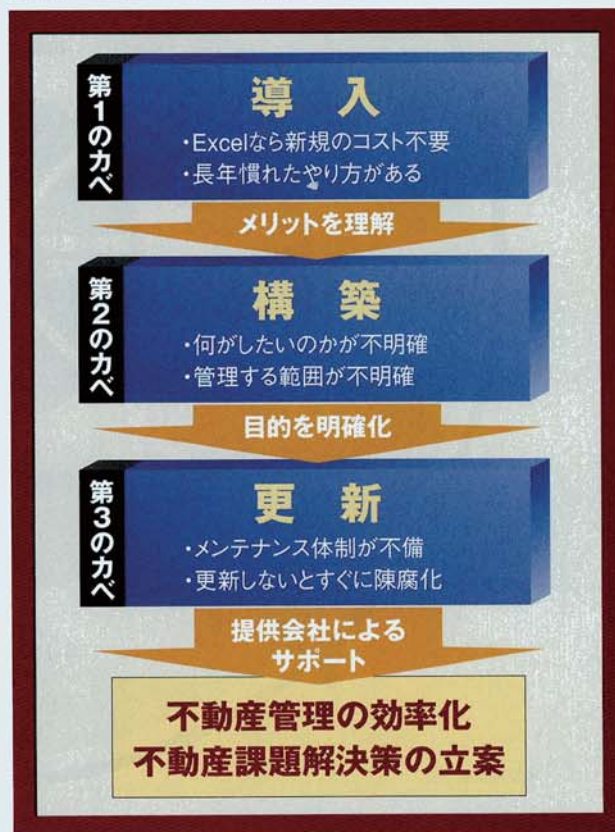 第1のカベ
導入
・Excelなら新規のコスト不要
・長年慣れたやり方がある
メリットを理解
第2のカベ
構築
・何がしたいのかが不明確
・管理する範囲が不明確
目的を明確化
第3のカベ
更新
・メンテナンス体制が不備
・更新しないとすぐに陳腐化
提供会社による
サポート
不動産管理の効率化
不動産課題解決策の立案